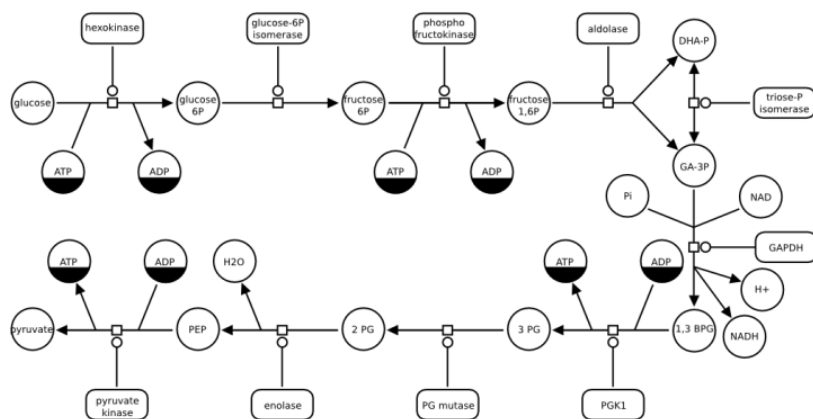 hexokinase
glucose-6P
isomerase
phospho
fructokinase
aldolase
DHA-P
glucose
glucose
6P
fructose
6P
fructose
1,6P
triose-P
isomerase
ATP
ADP
ATP
ADP
GA-3P
Pi
NAD
GAPDH
ATP
ADP
H2O
ATP
ADP
H+
pyruvate
PEP
2 PG
3 PG
1,3 BPG
NADH
pyruvate
kinase
enolase
PG mutase
PGK1